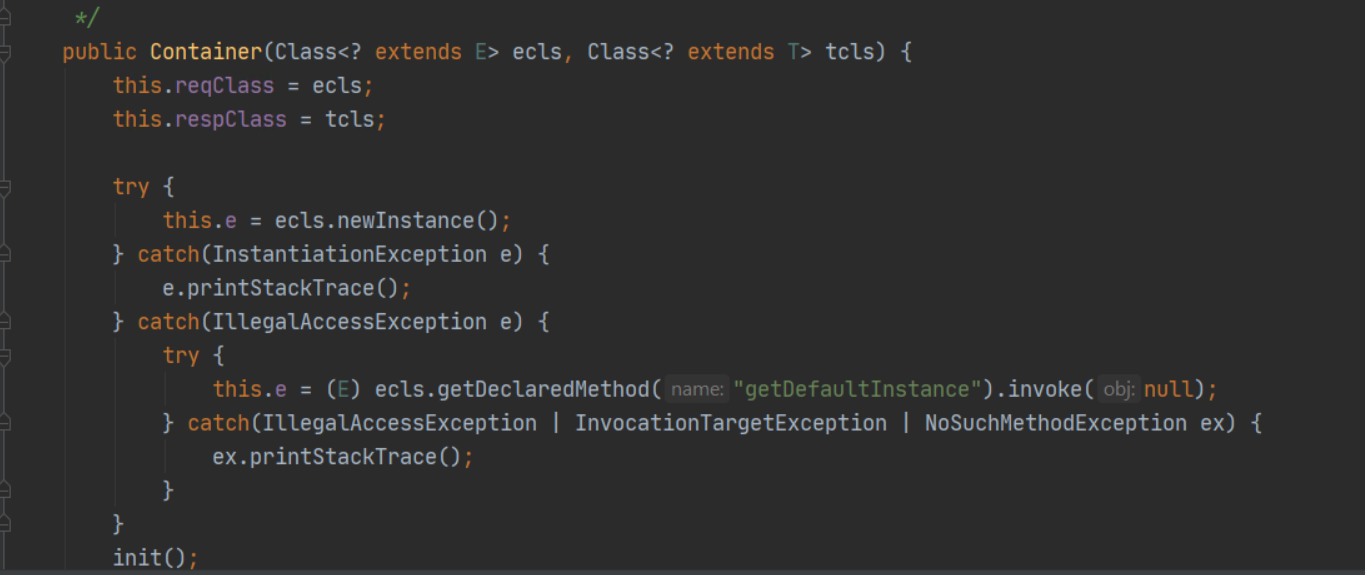 */
public Container(Class<? extends E> ecls, Class<? extends T> tcls) {
this.reqClass = ecls;
this.respClass = tcls;
try {
this.e = ecls.newInstance();
} catch(InstantiationException e) {
e.printStackTrace();
} catch(IllegalAccessException e) {
try {
this.e = (E) ecls.getDeclaredMethod( name: "getDefaultInstance").invoke( obj: null);
} catch(IllegalAccessException | InvocationTargetException | NoSuchMethodException ex) {
ex.printStackTrace();
}
}
init();